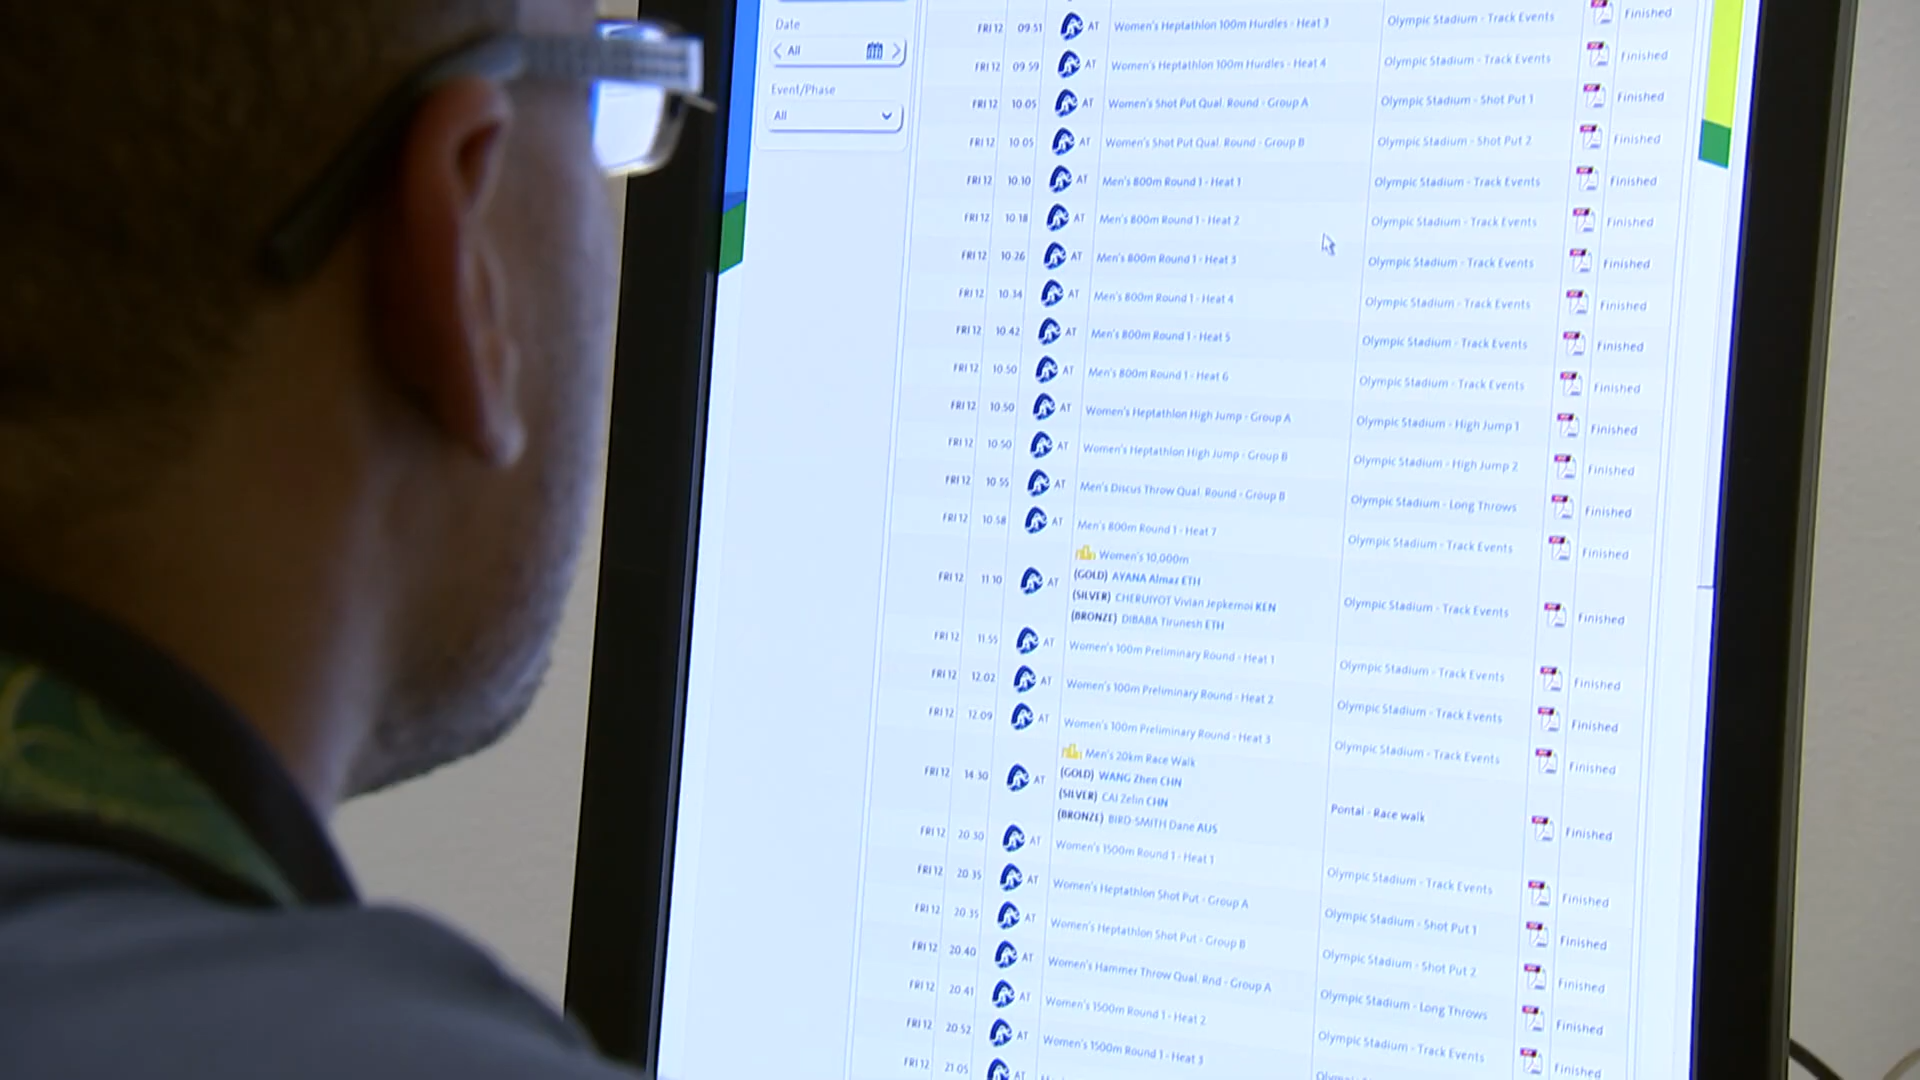 Date
All
Event/Phase
All
FRI 12 09:51 AT Women's Heptathlon 100m Hurdles - Heat 3 Olympic Stadium - Track Events Finished
FRI 12 09:59 AT Women's Heptathlon 100m Hurdles - Heat 4 Olympic Stadium - Track Events Finished
FRI 12 10:05 AT Women's Shot Put Qual. Round - Group A Olympic Stadium - Shot Put 1 Finished
FRI 12 10:05 AT Women's Shot Put Qual. Round - Group B Olympic Stadium - Shot Put 2 Finished
FRI 12 10:10 AT Men's 800m Round 1 - Heat 1 Olympic Stadium - Track Events Finished
FRI 12 10:18 AT Men's 800m Round 1 - Heat 2 Olympic Stadium - Track Events Finished
FRI 12 10:26 AT Men's 800m Round 1 - Heat 3 Olympic Stadium - Track Events Finished
FRI 12 10:34 AT Men's 800m Round 1 - Heat 4 Olympic Stadium - Track Events Finished
FRI 12 10:42 AT Men's 800m Round 1 - Heat 5 Olympic Stadium - Track Events Finished
FRI 12 10:50 AT Men's 800m Round 1 - Heat 6 Olympic Stadium - Track Events Finished
FRI 12 10:50 AT Women's Heptathlon High Jump - Group A Olympic Stadium - High Jump 1 Finished
FRI 12 10:50 AT Women's Heptathlon High Jump - Group B Olympic Stadium - High Jump 2 Finished
FRI 12 10:55 AT Men's Discus Throw Qual. Round - Group B Olympic Stadium - Long Throws Finished
FRI 12 10:58 AT Men's 800m Round 1 - Heat 7 Olympic Stadium - Track Events Finished
Women's 10,000m
(GOLD) AYANA Almaz ETH
FRI 12 11:10 AT (SILVER) CHERUIYOT Vivian Jepkemoi KEN Olympic Stadium - Track Events Finished
(BRONZE) DIBABA Tirunesh ETH
FRI 12 11:55 AT Women's 100m Preliminary Round - Heat 1 Olympic Stadium - Track Events Finished
FRI 12 12:02 AT Women's 100m Preliminary Round - Heat 2 Olympic Stadium - Track Events Finished
FRI 12 12:09 AT Women's 100m Preliminary Round - Heat 3 Olympic Stadium - Track Events Finished
Men's 20km Race Walk
(GOLD) WANG Zhen CHN
FRI 12 14:30 AT (SILVER) CAI Zelin CHN Pontal - Race walk Finished
(BRONZE) BIRD-SMITH Dane AUS
FRI 12 20:30 AT Women's 1500m Round 1 - Heat 1 Olympic Stadium - Track Events Finished
FRI 12 20:35 AT Women's Heptathlon Shot Put - Group A Olympic Stadium - Shot Put 1 Finished
FRI 12 20:35 AT Women's Heptathlon Shot Put - Group B Olympic Stadium - Shot Put 2 Finished
FRI 12 20:40 AT Women's Hammer Throw Qual. Rnd - Group A Olympic Stadium - Long Throws Finished
FRI 12 20:41 AT Women's 1500m Round 1 - Heat 2 Olympic Stadium - Track Events Finished
FRI 12 20:52 AT Women's 1500m Round 1 - Heat 3
FRI 12 21:05 AT